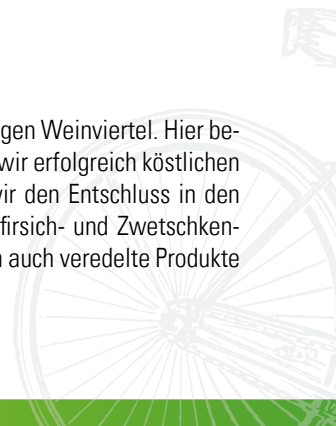 gen Weinviertel. Hier be-
wir erfolgreich köstlichen
wir den Entschluss in den
firsich- und Zwetschken-
auch veredelte Produkte